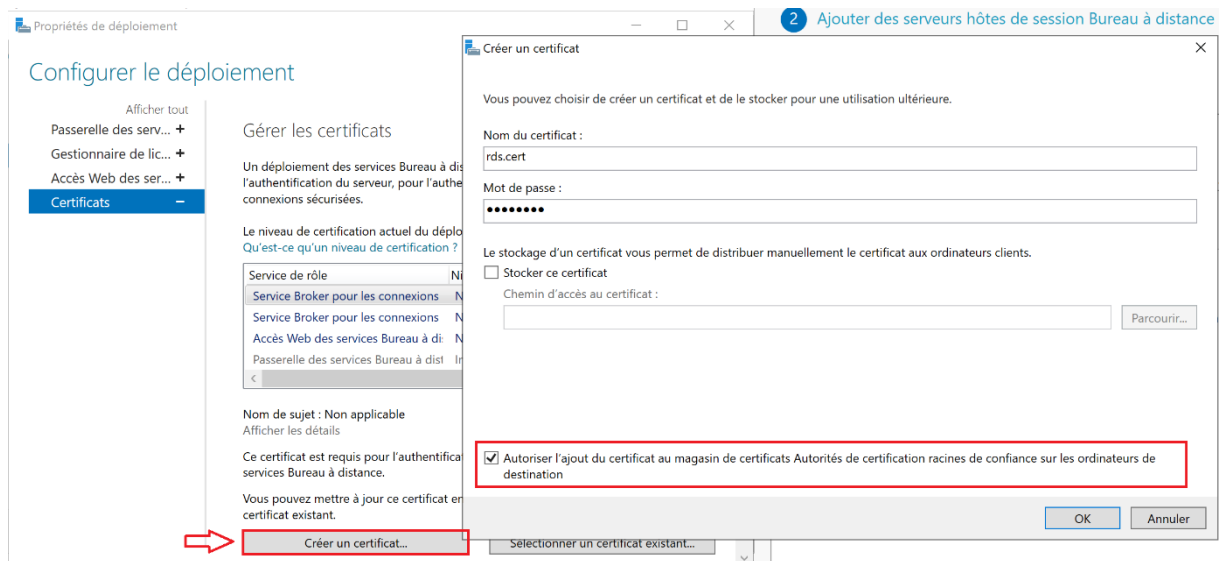 Propriétés de déploiement
Configurer le déploiement
Afficher tout
Passerelle des serv...
Gestionnaire de lic...
Accès Web des ser...
Certificats
Gérer les certificats
Un déploiement des services Bureau à
l'authentification du serveur, pour
connexions sécurisées.
Le niveau de certification actuel du
Qu'est-ce qu'un niveau de certification ?
Service de rôle
Service Broker pour les connexions
Service Broker pour les connexions
Accès Web des services Bureau à
Passerelle des services Bureau à
Nom de sujet : Non applicable
Afficher les détails
Ce certificat est requis pour
services Bureau à distance.
Vous pouvez mettre à jour ce certificat
certificat existant.
Créer un certificat...
Sélectionner un certificat existant...
2 Ajouter des serveurs hôtes de session Bureau à distance
Créer un certificat
Vous pouvez choisir de créer un certificat et de le stocker pour une utilisation ultérieure.
Nom du certificat :
rds.cert
Mot de passe :
••••••••
Le stockage d'un certificat vous permet de distribuer manuellement le certificat aux ordinateurs clients.
Stocker ce certificat
Chemin d'accès au certificat :
Parcourir...
Autoriser l'ajout du certificat au magasin de certificats Autorités de certification racines de confiance sur les ordinateurs de
destination
OK
Annuler